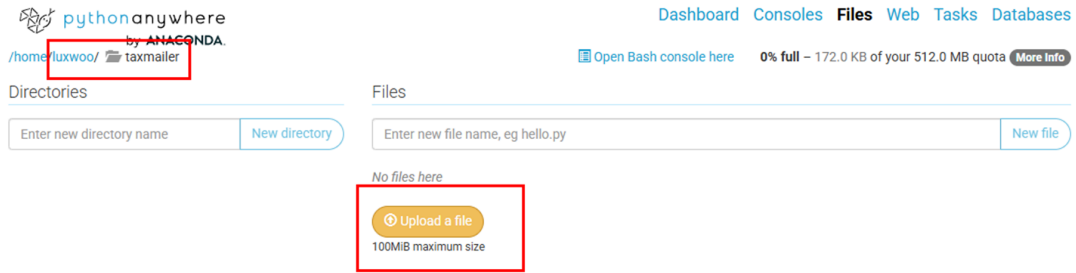 pythonanywhere
by ANACONDA.
Dashboard Consoles Files Web Tasks Databases
/home/luxwoo/ taxmailer
Open Bash console here 0% full – 172.0 KB of your 512.0 MB quota More Info
Directories
Files
Enter new directory name New directory
Enter new file name, eg hello.py New file
No files here
Upload a file
100MiB maximum size